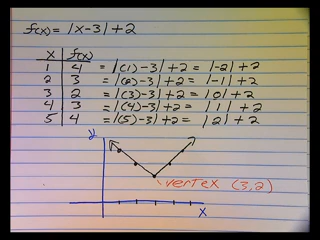 f(x) = |x-3|+2
x f(x)
1 4 = |(1)-3|+2 = |-2|+2
2 3 = |(2)-3|+2 = |-1|+2
3 2 = |(3)-3|+2 = |0|+2
4 3 = |(4)-3|+2 = |1|+2
5 4 = |(5)-3|+2 = |2|+2
y
vertex (3,2)
x